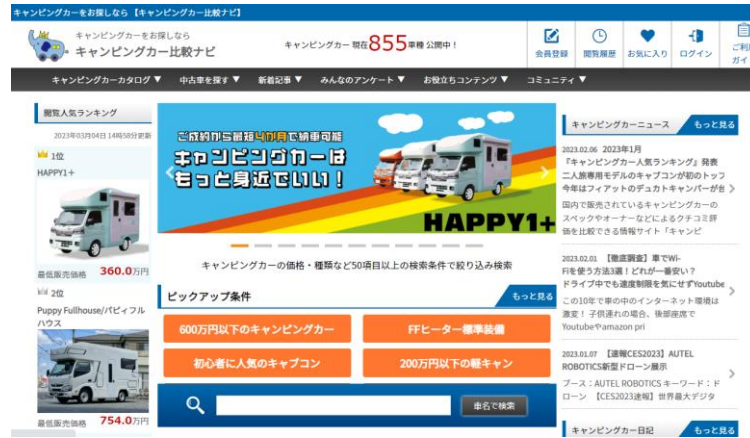 キャンピングカーをお探しなら【キャンピングカー比較ナビ】
キャンピングカーをお探しなら
キャンピングカー比較ナビ
キャンピングカー 現在855車種 公開中！
会員登録
閲覧履歴
お気に入り
ログイン
ご利
ガイ
キャンピングカーカタログ ▼
中古車を探す ▼
新着記事 ▼
みんなのアンケート ▼
お役立ちコンテンツ ▼
コミュニティ ▼
閲覧人気ランキング
2023年03月04日 14時58分更新
1位
HAPPY1+
最低販売価格 360.0万円
2位
Puppy Fullhouse/パピィフル
ハウス
最低販売価格 754.0万円
ご成約から最短4か月で納車可能
キャンピングカーは
もっと身近でいい！
HAPPY1+
キャンピングカーの価格・種類など50項目以上の検索条件で絞り込み検索
ピックアップ条件
もっと見る
600万円以下のキャンピングカー
FFヒーター標準装備
初心者に人気のキャブコン
200万円以下の軽キャン
車名で検索
キャンピングカーニュース
もっと見る
2023.02.06 2023年1月
『キャンピングカー人気ランキング』発表
二人旅専用モデルのキャブコンが初のトップ
今年はフィアットのデュカトキャンパーが台
国内で販売されているキャンピングカーの
スペックやオーナーなどによるクチコミ評
価を比較できる情報サイト「キャンピ
2023.02.01 【徹底調査】車でWi-
Fiを使う方法3選！どれが一番安い？
ドライブ中でも速度制限を気にせずYoutube
この10年で車の中のインターネット環境は
激変！ 子供連れの場合、後部座席で
Youtubeやamazon pri
2023.01.07 【速報CES2023】AUTEL
ROBOTICS新型ドローン展示
ブース：AUTEL ROBOTICS キーワード：ド
ローン 【CES2023速報】世界最大デジタ
キャンピングカー日記
もっと見る